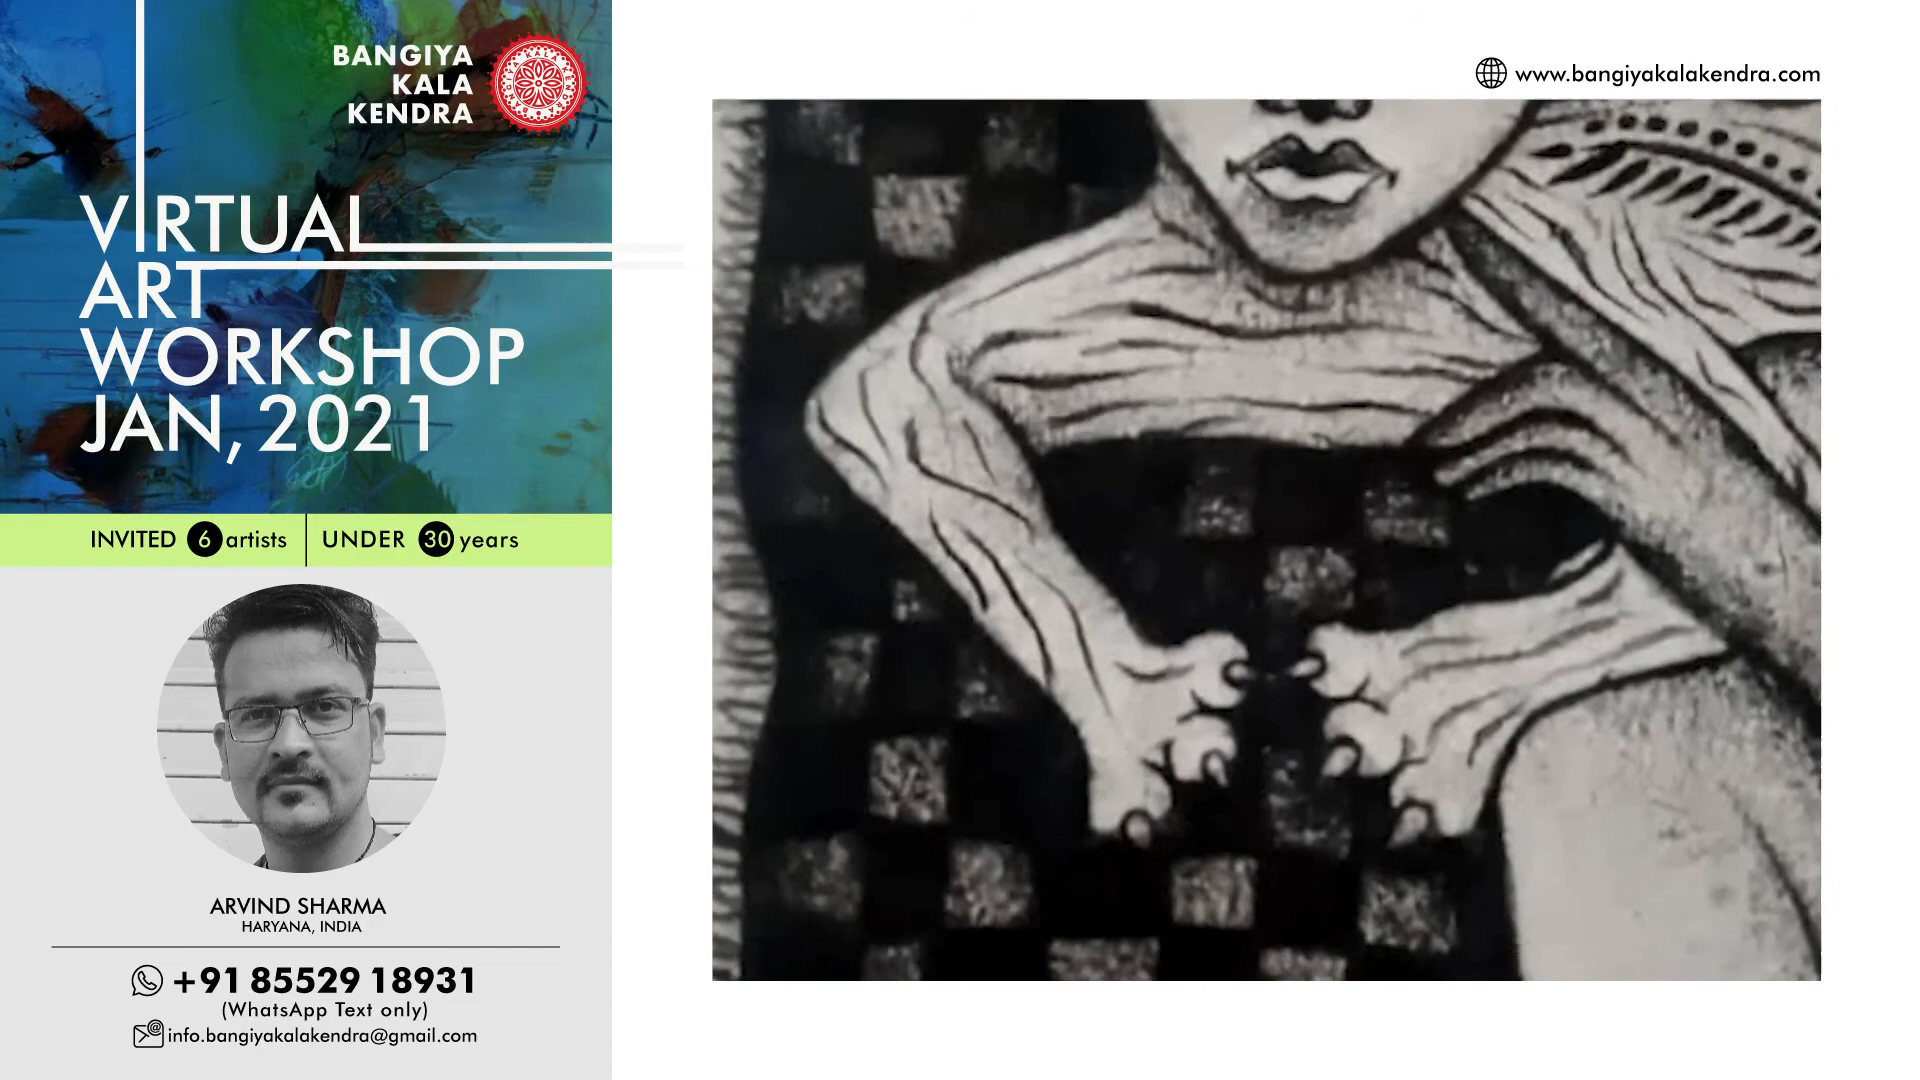 BANGIYA
KALA
KENDRA
VIRTUAL
ART
WORKSHOP
JAN, 2021
INVITED 6 artists UNDER 30 years
ARVIND SHARMA
HARYANA, INDIA
+91 85529 18931
(WhatsApp Text only)
info.bangiyakalakendra@gmail.com
www.bangiyakalakendra.com